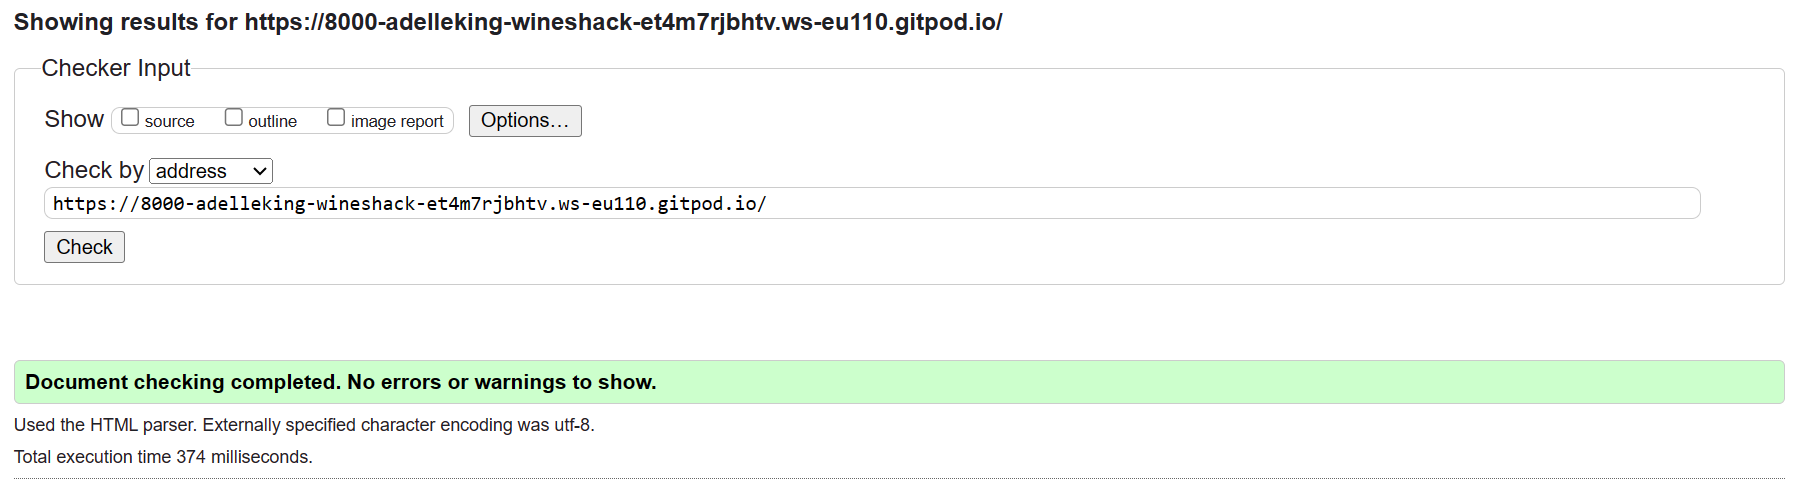 Showing results for https://8000-adelleking-wineshack-et4m7rjbhtv.ws-eu110.gitpod.io/
Checker Input
Show source outline image report Options...
Check by address
https://8000-adelleking-wineshack-et4m7rjbhtv.ws-eu110.gitpod.io/
Check
Document checking completed. No errors or warnings to show.
Used the HTML parser. Externally specified character encoding was utf-8.
Total execution time 374 milliseconds.